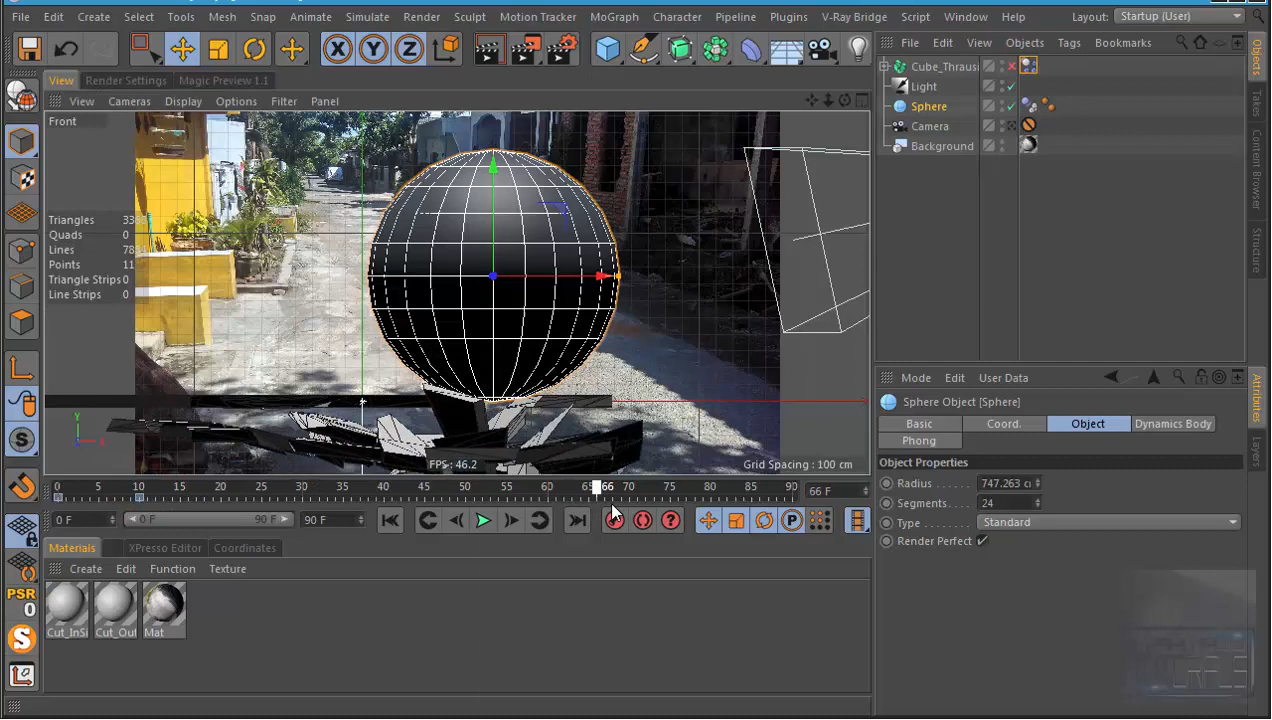 File Edit Create Select Tools Mesh Snap Animate Simulate Render Sculpt Motion Tracker MoGraph Character Pipeline Plugins V-Ray Bridge Script Window Help Layout: Startup (User)
X Y Z
File Edit View Objects Tags Bookmarks
View Render Settings Magic Preview 1.1
View Cameras Display Options Filter Panel
Front
Cube_Thraus
Light
Sphere
Camera
Background
Objects
Takes
Content Browser
Structure
Triangles
Quads 0
Lines
Points 11
Triangle Strips 0
Line Strips 0
Y
FPS : 46.2
Grid Spacing : 100 cm
0 5 10 15 20 25 30 35 40 45 50 55 60 65 66 70 75 80 85 90
66 F
0 F 0 F 90 F 90 F P
Materials XPresso Editor Coordinates
Create Edit Function Texture
Cut_InSi Cut_Out Mat
PSR
0
S
S
Mode Edit User Data
Sphere Object [Sphere]
Basic Coord. Object Dynamics Body
Phong
Object Properties
Radius 747.263 c
Segments 24
Type Standard
Render Perfect
Attributes
Layers